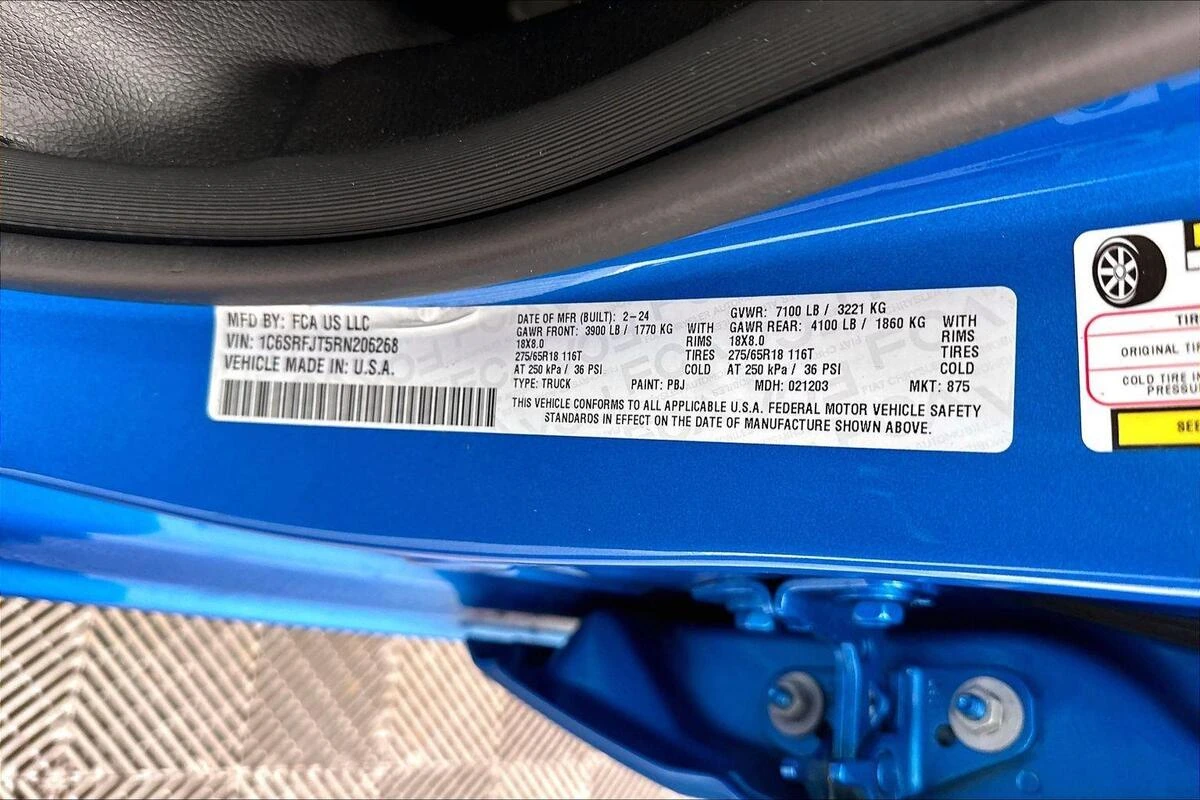 MFD BY: FCA US LLC
VIN: 1C6SRFJT5RN206268
VEHICLE MADE IN: U.S.A.
DATE OF MFR (BUILT): 2-24 GVWR: 7100 LB / 3221 KG
GAWR FRONT: 3900 LB / 1770 KG WITH GAWR REAR: 4100 LB / 1860 KG WITH
18X8.0 RIMS 18X8.0 RIMS
275/65R18 116T TIRES 275/65R18 116T TIRES
AT 250 kPa / 36 PSI COLD AT 250 kPa / 36 PSI COLD
TYPE: TRUCK PAINT: PBJ MDH: 021203 MKT: 875
THIS VEHICLE CONFORMS TO ALL APPLICABLE U.S.A. FEDERAL MOTOR VEHICLE SAFETY
STANDARDS IN EFFECT ON THE DATE OF MANUFACTURE SHOWN ABOVE.
TIR
ORIGINAL TIR
COLD TIRE IN
PRESSU
SEE